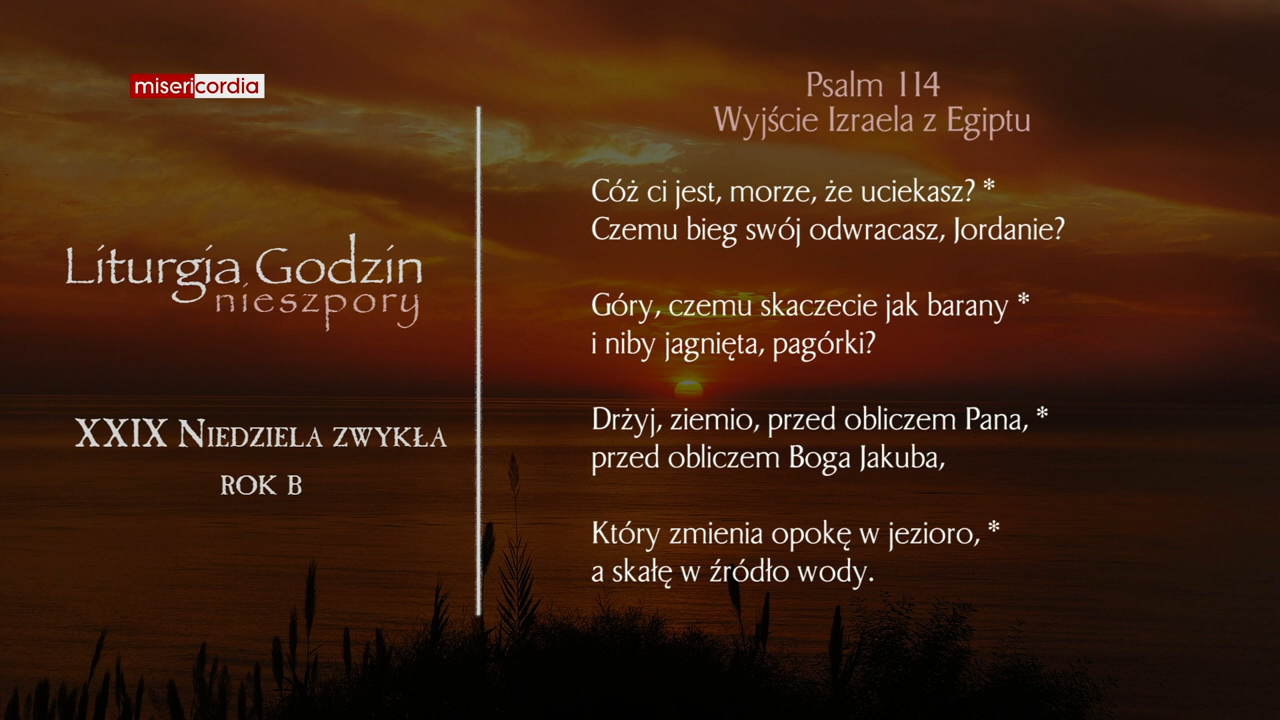 misericordia
Liturgia Godzin
nieszpory
XXIX Niedziela zwykła
rok B
Psalm 114
Wyjście Izraela z Egiptu
Cóż ci jest, morze, że uciekasz? *
Czemu bieg swój odwracasz, Jordanie?
Góry, czemu skaczecie jak barany *
i niby jagnięta, pagórki?
Drżyj, ziemio, przed obliczem Pana, *
przed obliczem Boga Jakuba,
Który zmienia opokę w jezioro, *
a skałę w źródło wody.